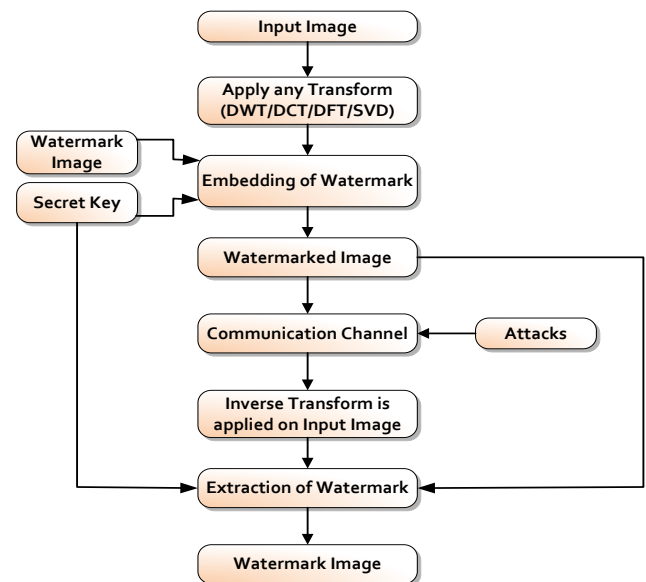 Input Image
Apply any Transform
(DWT/DCT/DFT/SVD)
Watermark
Image
Embedding of Watermark
Secret Key
Watermarked Image
Communication Channel
Attacks
Inverse Transform is
applied on Input Image
Extraction of Watermark
Watermark Image